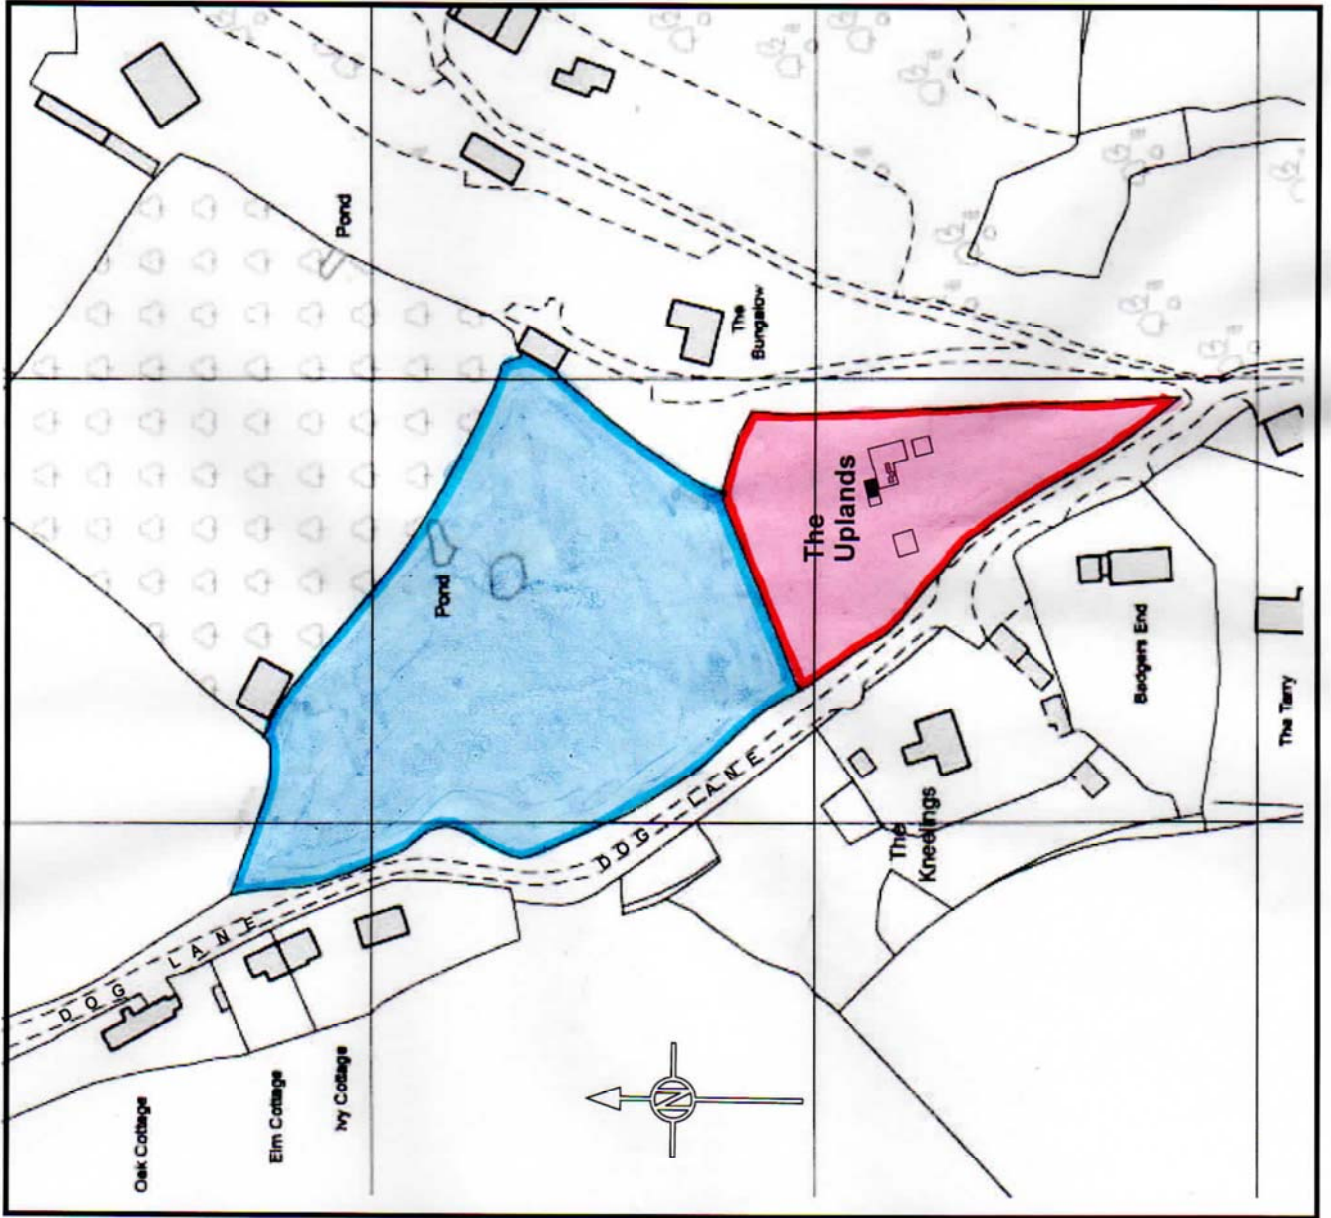 Pond
The
Bungalow
The
Uplands
Pond
Badgers End
The Tarry
DOG LANE
The
Kneelings
DOG LANE
Oak Cottage
Elm Cottage
Ivy Cottage
N